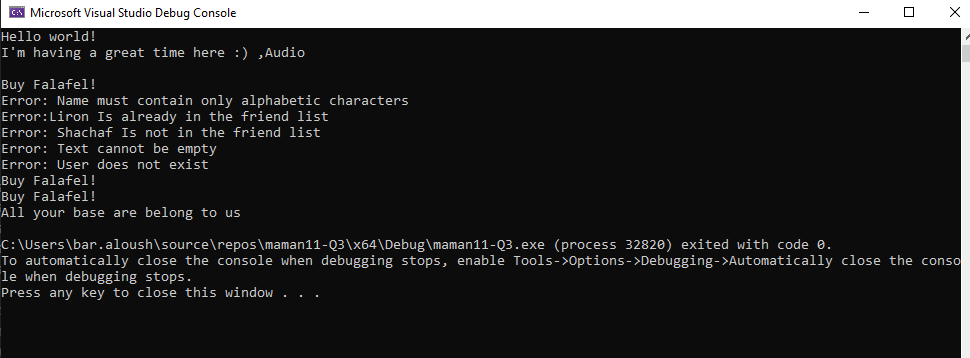 Microsoft Visual Studio Debug Console
Hello world!
I'm having a great time here :) ,Audio
Buy Falafel!
Error: Name must contain only alphabetic characters
Error:Liron Is already in the friend list
Error: Shachaf Is not in the friend list
Error: Text cannot be empty
Error: User does not exist
Buy Falafel!
Buy Falafel!
All your base are belong to us
C:\Users\bar.aloush\source\repos\maman11-Q3\x64\Debug\maman11-Q3.exe (process 32820) exited with code 0.
To automatically close the console when debugging stops, enable Tools->Options->Debugging->Automatically close the conso
le when debugging stops.
Press any key to close this window . . .